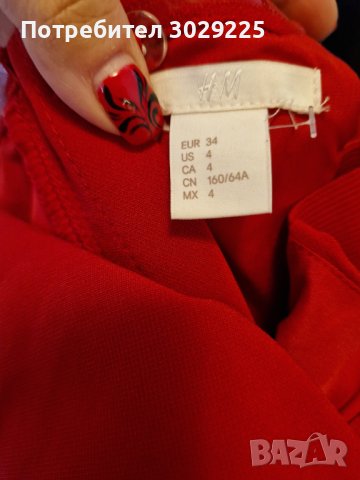 Потребител 3029225
H&M
EUR 34
US 4
CA 4
CN 160/64A
MX 4
BAZAR